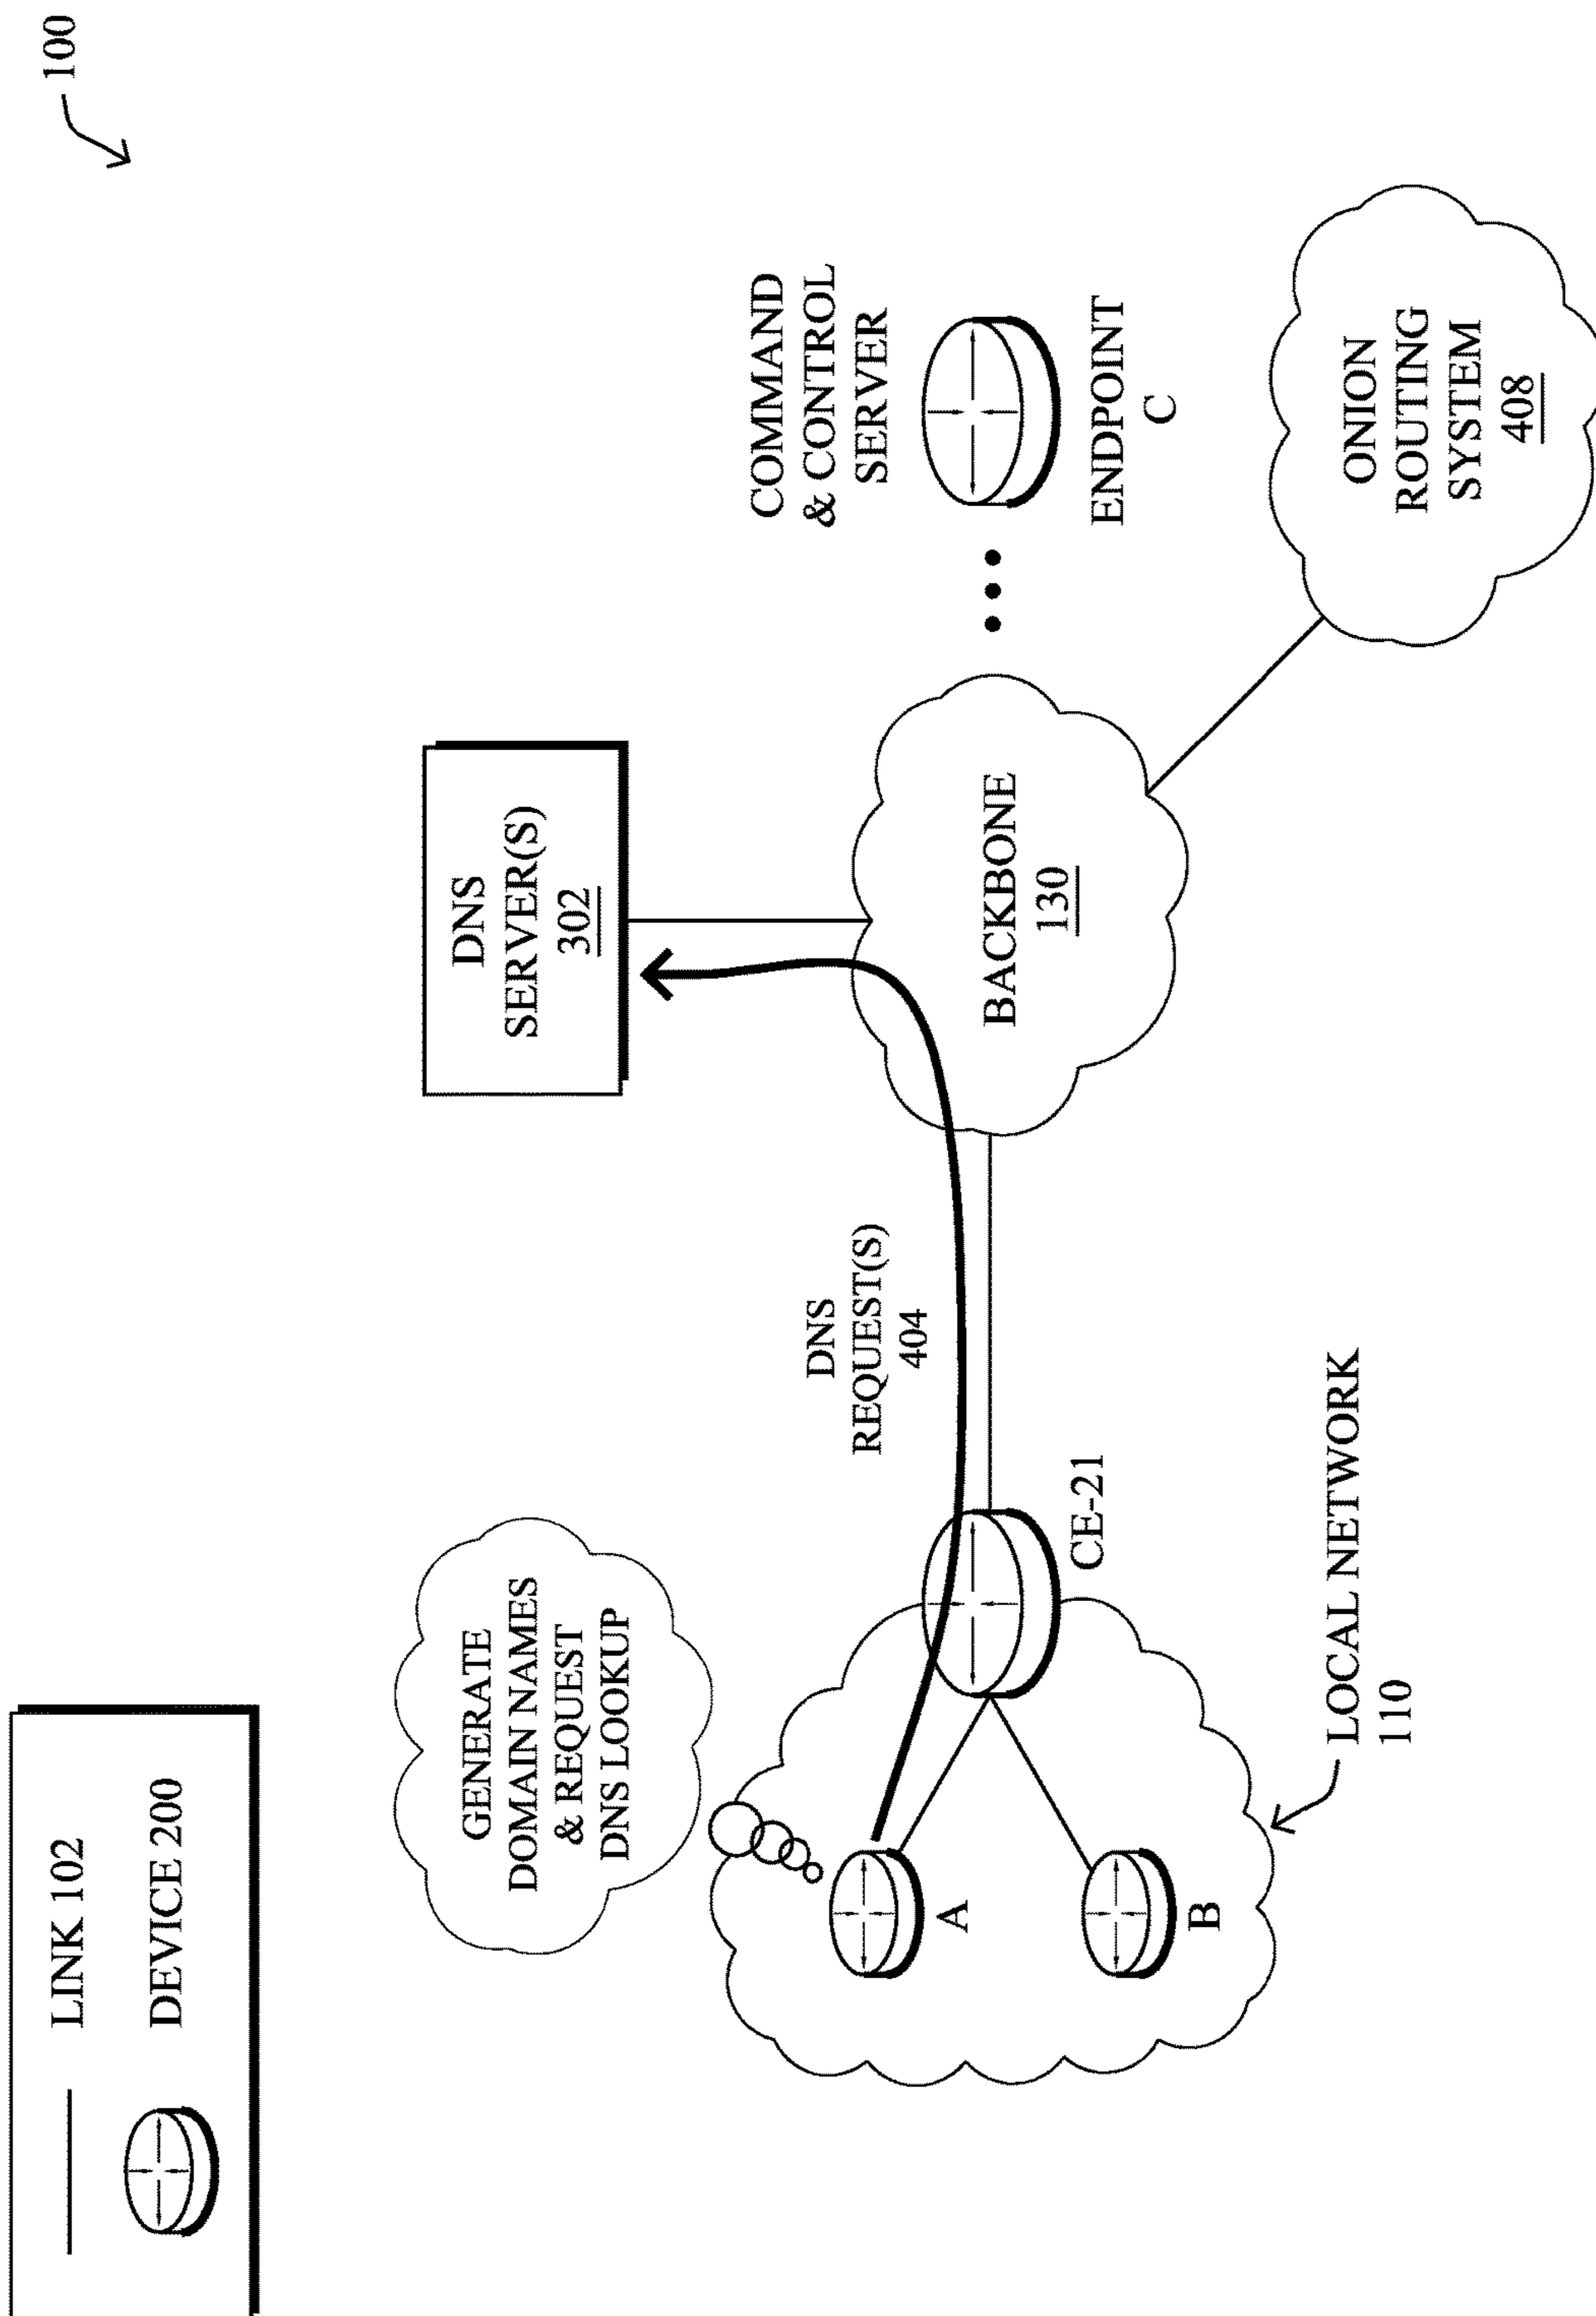 100
LINK 102
DEVICE 200
GENERATE
DOMAIN NAMES
& REQUEST
DNS LOOKUP
DNS
SERVER(S)
302
COMMAND
& CONTROL
SERVER
DNS
REQUEST(S)
404
A
B
CE-21
BACKBONE
130
ENDPOINT
C
LOCAL NETWORK
110
ONION
ROUTING
SYSTEM
408